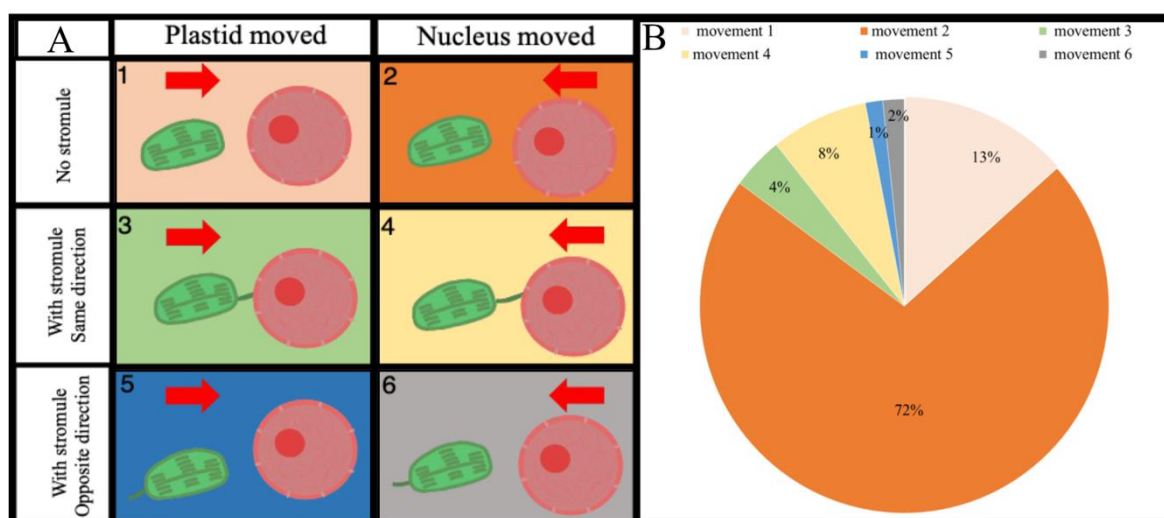 A
Plastid moved
Nucleus moved
No stromule
1
2
With stromule
Same direction
3
4
With stromule
Opposite direction
5
6
B
movement 1
movement 2
movement 3
movement 4
movement 5
movement 6
4%
8%
1%
2%
13%
72%